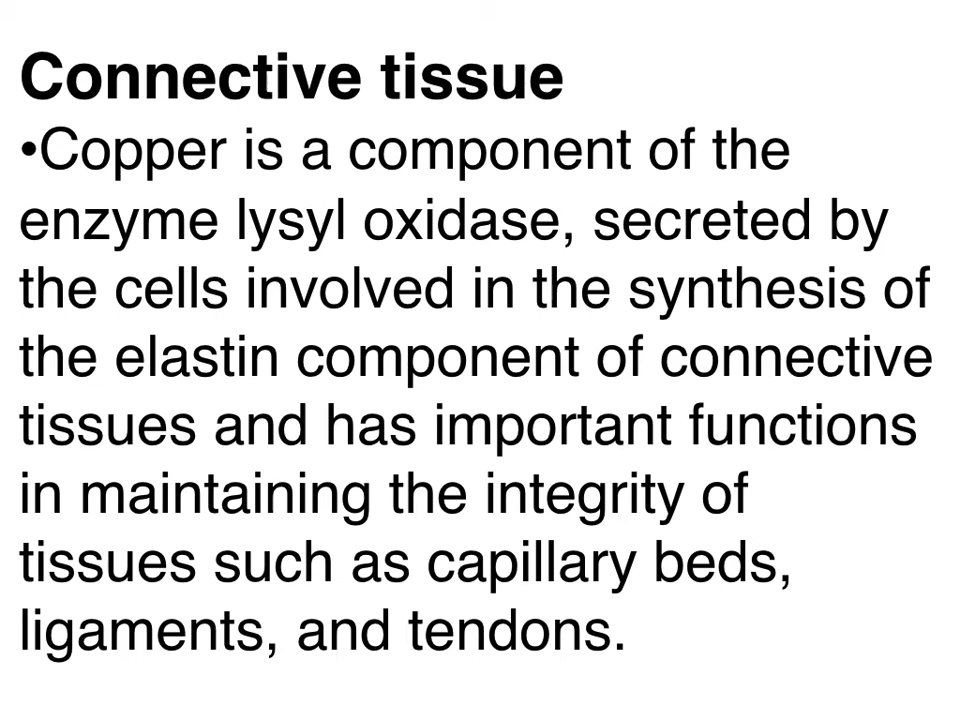 Connective tissue
•Copper is a component of the
enzyme lysyl oxidase, secreted by
the cells involved in the synthesis of
the elastin component of connective
tissues and has important functions
in maintaining the integrity of
tissues such as capillary beds,
ligaments, and tendons.